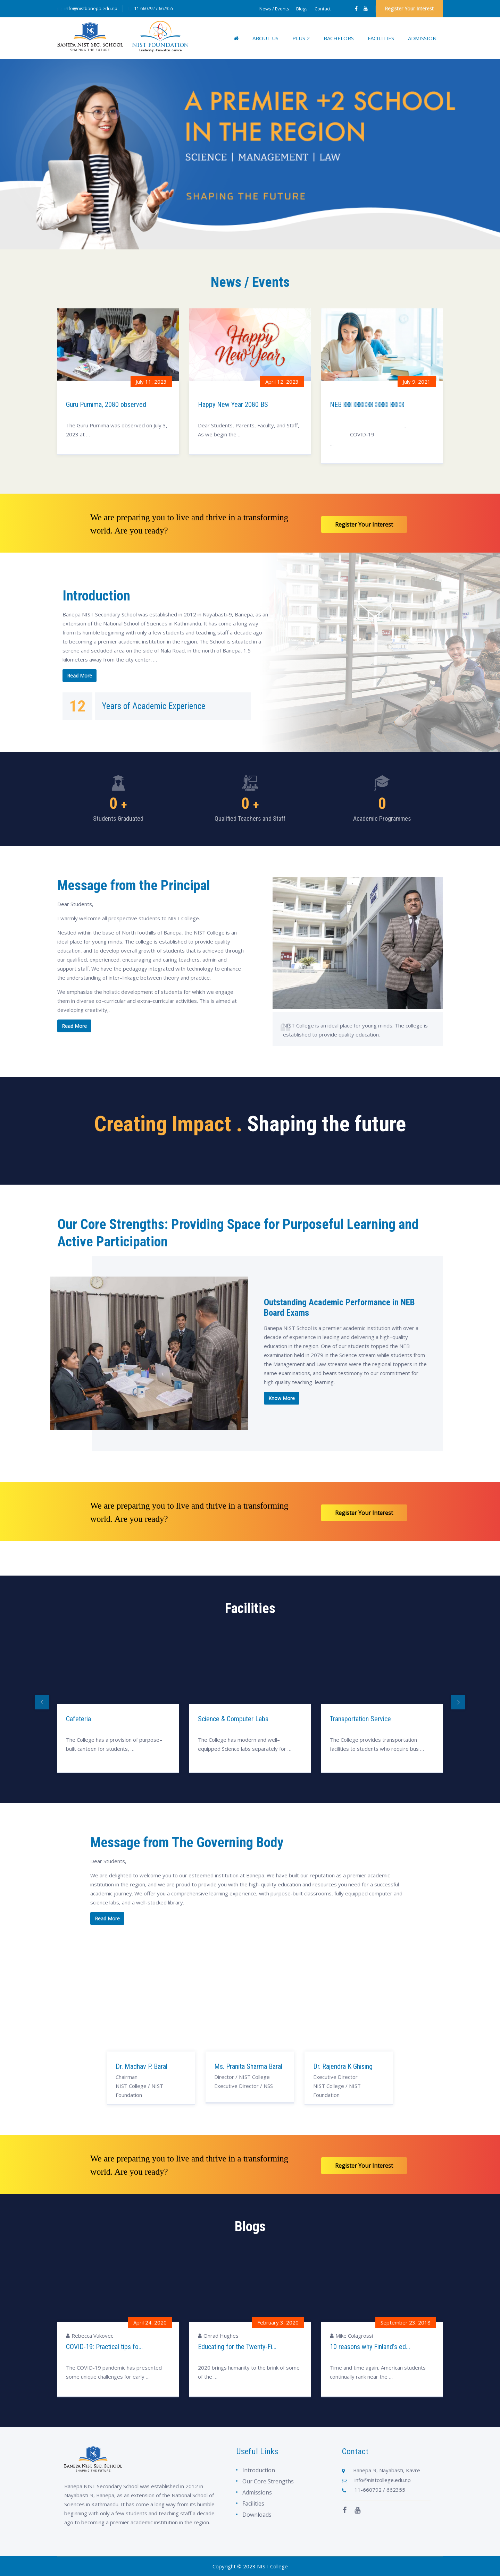 info@nistbanepa.edu.np 11-660792 / 662355 News / Events Blogs Contact Register Your Interest
BANEPA NIST SEC. SCHOOL
SHAPING THE FUTURE
NIST FOUNDATION
Leadership. Education. Service.
ABOUT US PLUS 2 BACHELORS FACILITIES ADMISSION
A PREMIER +2 SCHOOL
IN THE REGION
SCIENCE | MANAGEMENT | LAW
SHAPING THE FUTURE
News / Events
July 11, 2023 April 12, 2023 July 9, 2021
Happy New Year
Guru Purnima, 2080 observed
The Guru Purnima was observed on July 3,
2023 at …
Happy New Year 2080 BS
Dear Students, Parents, Faculty, and Staff,
As we begin the …
NEB
COVID-19
…
We are preparing you to live and thrive in a transforming
world. Are you ready?
Register Your Interest
Introduction
Banepa NIST Secondary School was established in 2012 in Nayabasti-9, Banepa, as an
extension of the National School of Sciences in Kathmandu. It has come a long way
from its humble beginning with only a few students and teaching staff a decade ago
to becoming a premier academic institution in the region. The School is situated in a
serene and secluded area on the side of Nala Road, in the north of Banepa, 1.5
kilometers away from the city center. …
Read More
12 Years of Academic Experience
0 + 0 + 0
Students Graduated Qualified Teachers and Staff Academic Programmes
Message from the Principal
Dear Students,
I warmly welcome all prospective students to NIST College.
Nestled within the base of North foothills of Banepa, the NIST College is an
ideal place for young minds. The college is established to provide quality
education, and to develop overall growth of students that is achieved through
our qualified, experienced, encouraging and caring teachers, admin and
support staff. We have the pedagogy integrated with technology to enhance
the understanding of inter-linkage between theory and practice.
We emphasize the holistic development of students for which we engage
them in diverse co-curricular and extra-curricular activities. This is aimed at
developing creativity,.
Read More
NIST College is an ideal place for young minds. The college is
established to provide quality education.
Creating Impact . Shaping the future
Our Core Strengths: Providing Space for Purposeful Learning and
Active Participation
Outstanding Academic Performance in NEB
Board Exams
Banepa NIST School is a premier academic institution with over a
decade of experience in leading and delivering a high-quality
education in the region. One of our students topped the NEB
examination held in 2079 in the Science stream while students from
the Management and Law streams were the regional toppers in the
same examinations, and bears testimony to our commitment for
high quality teaching-learning.
Know More
We are preparing you to live and thrive in a transforming
world. Are you ready?
Register Your Interest
Facilities
Cafeteria
The College has a provision of purpose-
built canteen for students, …
Science & Computer Labs
The College has modern and well-
equipped Science labs separately for …
Transportation Service
The College provides transportation
facilities to students who require bus …
Message from The Governing Body
Dear Students,
We are delighted to welcome you to our esteemed institution at Banepa. We have built our reputation as a premier academic
institution in the region, and we are proud to provide you with the high-quality education and resources you need for a successful
academic journey. We offer you a comprehensive learning experience, with purpose-built classrooms, fully equipped computer and
science labs, and a well-stocked library.
Read More
Dr. Madhav P. Baral
Chairman
NIST College / NIST
Foundation
Ms. Pranita Sharma Baral
Director / NIST College
Executive Director / NSS
Dr. Rajendra K Ghising
Executive Director
NIST College / NIST
Foundation
We are preparing you to live and thrive in a transforming
world. Are you ready?
Register Your Interest
Blogs
April 24, 2020 February 3, 2020 September 23, 2018
Rebecca Vukovec
COVID-19: Practical tips fo...
The COVID-19 pandemic has presented
some unique challenges for early …
Onrad Hughes
Educating for the Twenty-Fi...
2020 brings humanity to the brink of some
of the …
Mike Colagrossi
10 reasons why Finland's ed...
Time and time again, American students
continually rank near the …
BANEPA NIST SEC. SCHOOL
SHAPING THE FUTURE
Banepa NIST Secondary School was established in 2012 in
Nayabasti-9, Banepa, as an extension of the National School of
Sciences in Kathmandu. It has come a long way from its humble
beginning with only a few students and teaching staff a decade
ago to becoming a premier academic institution in the region.
Useful Links
Introduction
Our Core Strengths
Admissions
Facilities
Downloads
Contact
Banepa-9, Nayabasti, Kavre
info@nistcollege.edu.np
11-660792 / 662355
Copyright © 2023 NIST College